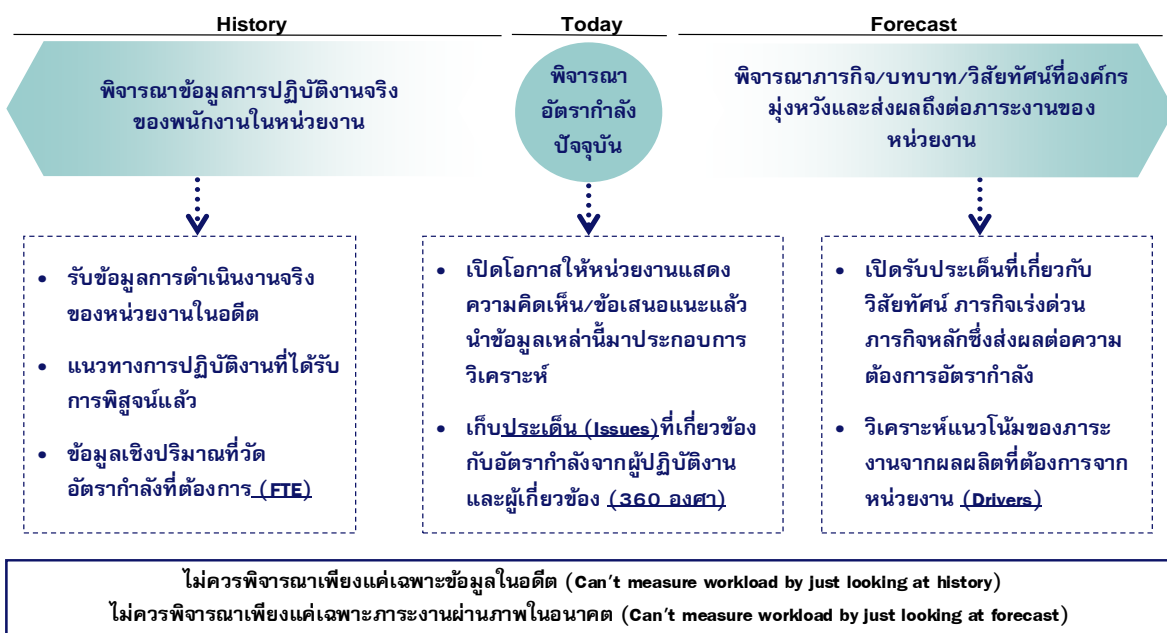 History
Today
Forecast
พิจารณาข้อมูลการปฏิบัติงานจริง
ของพนักงานในหน่วยงาน
พิจารณา
อัตรากำลัง
ปัจจุบัน
พิจารณาภารกิจ/บทบาท/วิสัยทัศน์ที่องค์กร
มุ่งหวังและส่งผลถึงต่อภาระงานของ
หน่วยงาน
• รับข้อมูลการดำเนินงานจริง
ของหน่วยงานในอดีต
• แนวทางการปฏิบัติงานที่ได้รับ
การพิสูจน์แล้ว
• ข้อมูลเชิงปริมาณที่วัด
อัตรากำลังที่ต้องการ (FTE)
• เปิดโอกาสให้หน่วยงานแสดง
ความคิดเห็น/ข้อเสนอแนะแล้ว
นำข้อมูลเหล่านี้มาประกอบการ
วิเคราะห์
• เก็บประเด็น (Issues)ที่เกี่ยวข้อง
กับอัตรากำลังจากผู้ปฏิบัติงาน
และผู้เกี่ยวข้อง (360 องศา)
• เปิดรับประเด็นที่เกี่ยวกับ
วิสัยทัศน์ ภารกิจเร่งด่วน
ภารกิจหลักซึ่งส่งผลต่อความ
ต้องการอัตรากำลัง
• วิเคราะห์แนวโน้มของภาระ
งานจากผลผลิตที่ต้องการจาก
หน่วยงาน (Drivers)
ไม่ควรพิจารณาเพียงแค่เฉพาะข้อมูลในอดีต (Can't measure workload by just looking at history)
ไม่ควรพิจารณาเพียงแค่เฉพาะภาระงานผ่านภาพในอนาคต (Can't measure workload by just looking at forecast)